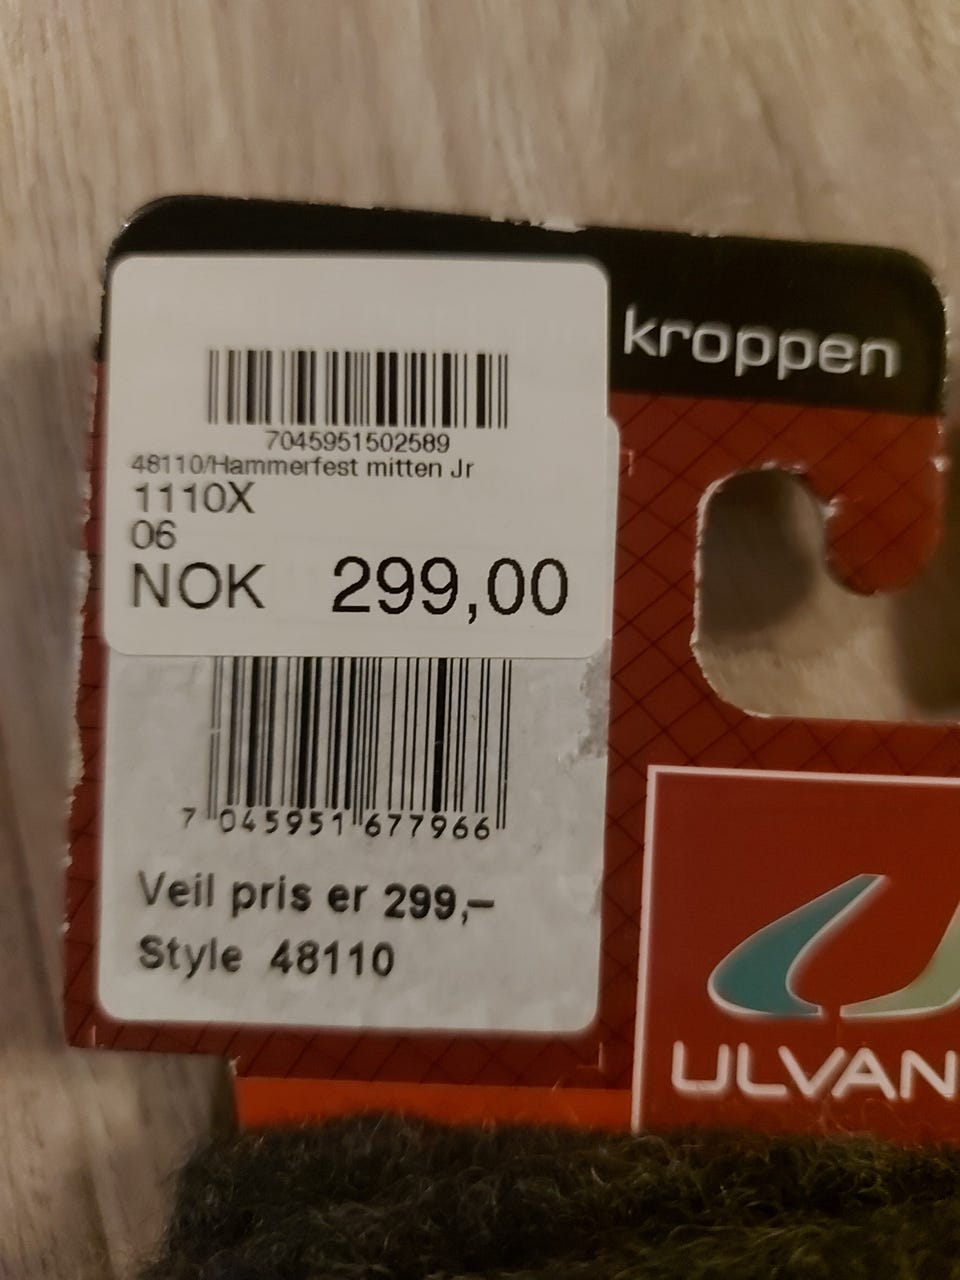 kroppen
7045951502589
48110/Hammerfest mitten Jr
1110X
06
NOK 299,00
7 045951 677966
Veil pris er 299,–
Style 48110
ULVAN